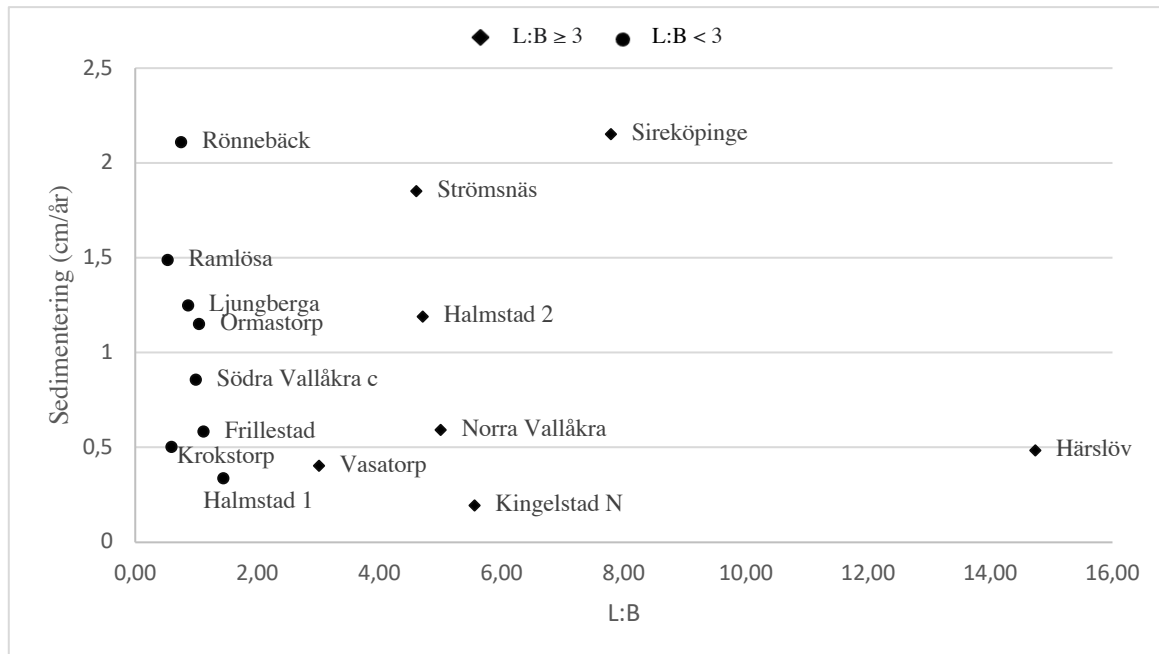 L:B ≥ 3 L:B < 3
2,5
Rönnebäck
Sireköpinge
2
Strömsnäs
1,5
Ramlösa
Ljungberga
Halmstad 2
Ormastorp
1
Södra Vallåkra c
Frillestad
Norra Vallåkra
0,5
Krokstorp
Vasatorp
Härslöv
Halmstad 1
Kingelstad N
0
Sedimentering (cm/år)
0,00 2,00 4,00 6,00 8,00 10,00 12,00 14,00 16,00
L:B